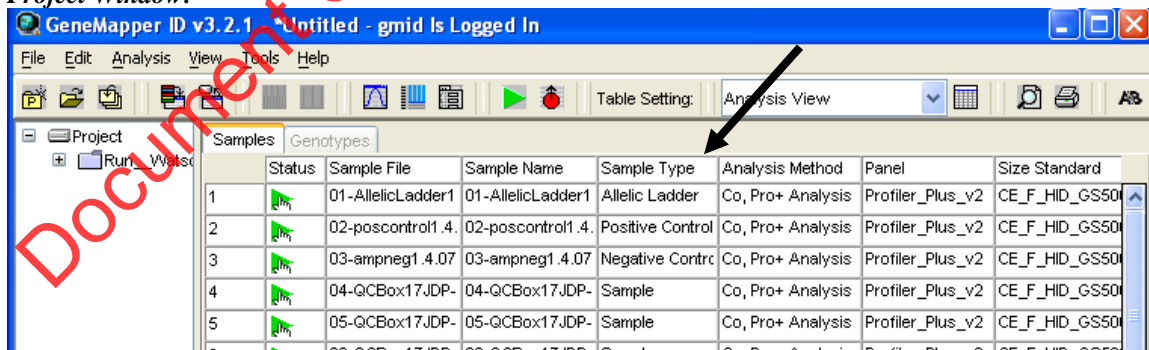 Project Window:
GeneMapper ID v3.2.1 - *Untitled - gmid Is Logged In
File Edit Analysis View Tools Help
Table Setting: Analysis View
Project
Samples Genotypes
Status Sample File Sample Name Sample Type Analysis Method Panel Size Standard
1 01-AllelicLadder1 01-AllelicLadder1 Allelic Ladder Co, Pro+ Analysis Profiler_Plus_v2 CE_F_HID_GS50
2 02-poscontrol1.4. 02-poscontrol1.4. Positive Control Co, Pro+ Analysis Profiler_Plus_v2 CE_F_HID_GS50
3 03-ampneg1.4.07 03-ampneg1.4.07 Negative Contrc Co, Pro+ Analysis Profiler_Plus_v2 CE_F_HID_GS50
4 04-QCBox17JDP- 04-QCBox17JDP- Sample Co, Pro+ Analysis Profiler_Plus_v2 CE_F_HID_GS50
5 05-QCBox17JDP- 05-QCBox17JDP- Sample Co, Pro+ Analysis Profiler_Plus_v2 CE_F_HID_GS50
Document